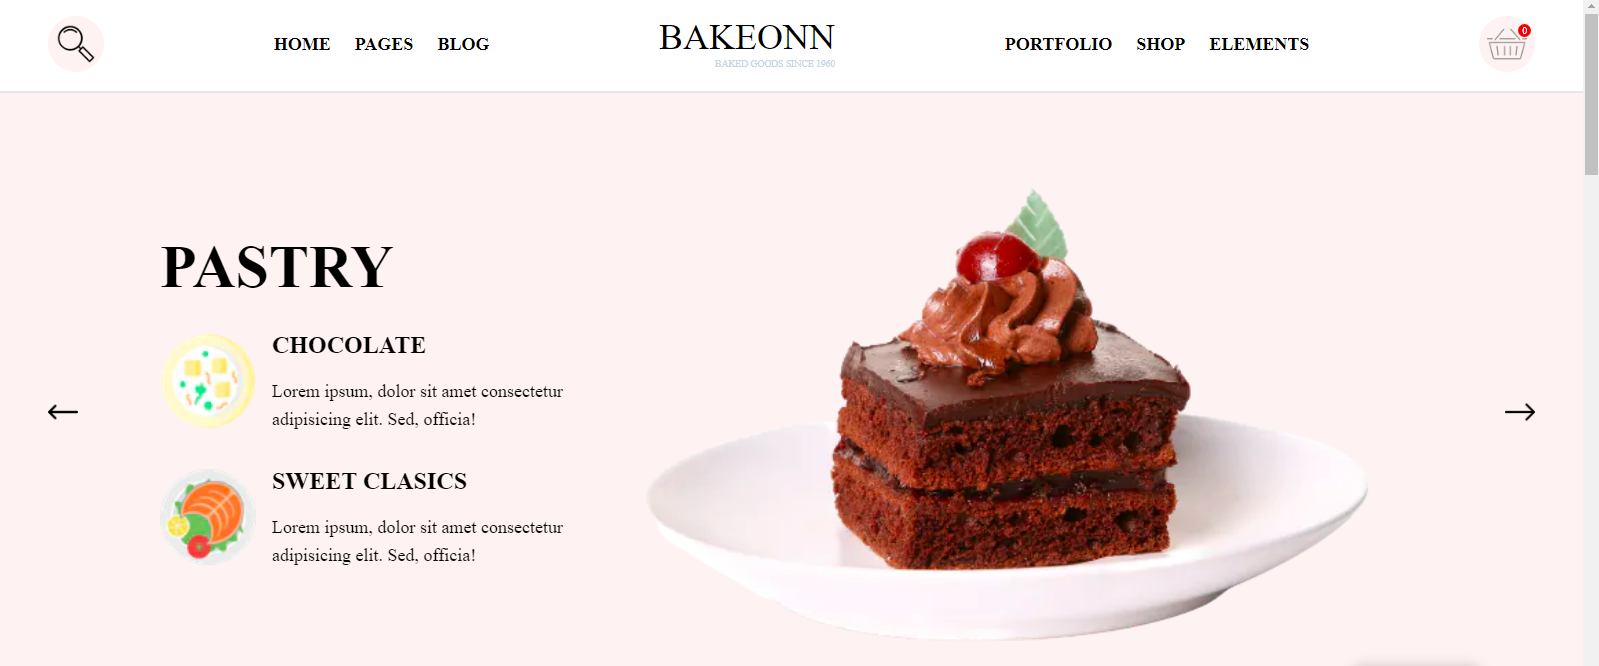 HOME PAGES BLOG
BAKEONN
BAKED GOODS SINCE 1960
PORTFOLIO SHOP ELEMENTS
0
PASTRY
CHOCOLATE
Lorem ipsum, dolor sit amet consectetur
adipisicing elit. Sed, officia!
SWEET CLASICS
Lorem ipsum, dolor sit amet consectetur
adipisicing elit. Sed, officia!